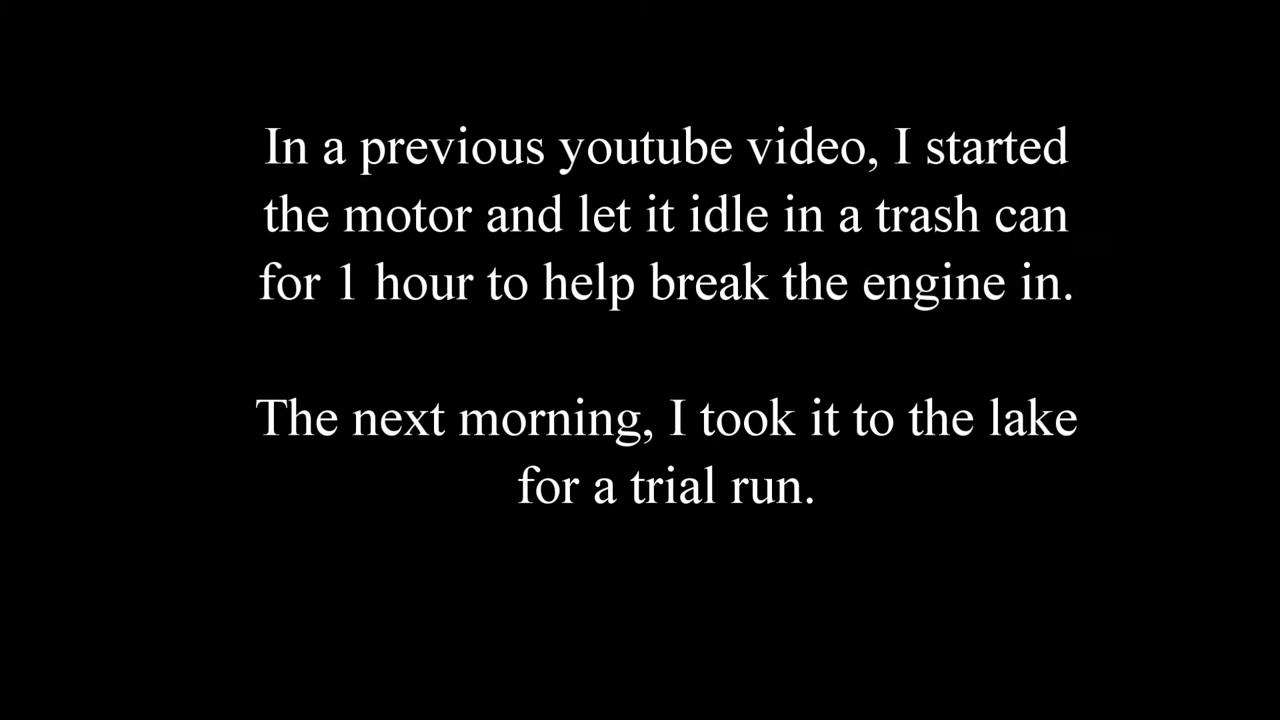 In a previous youtube video, I started
the motor and let it idle in a trash can
for 1 hour to help break the engine in.
The next morning, I took it to the lake
for a trial run.